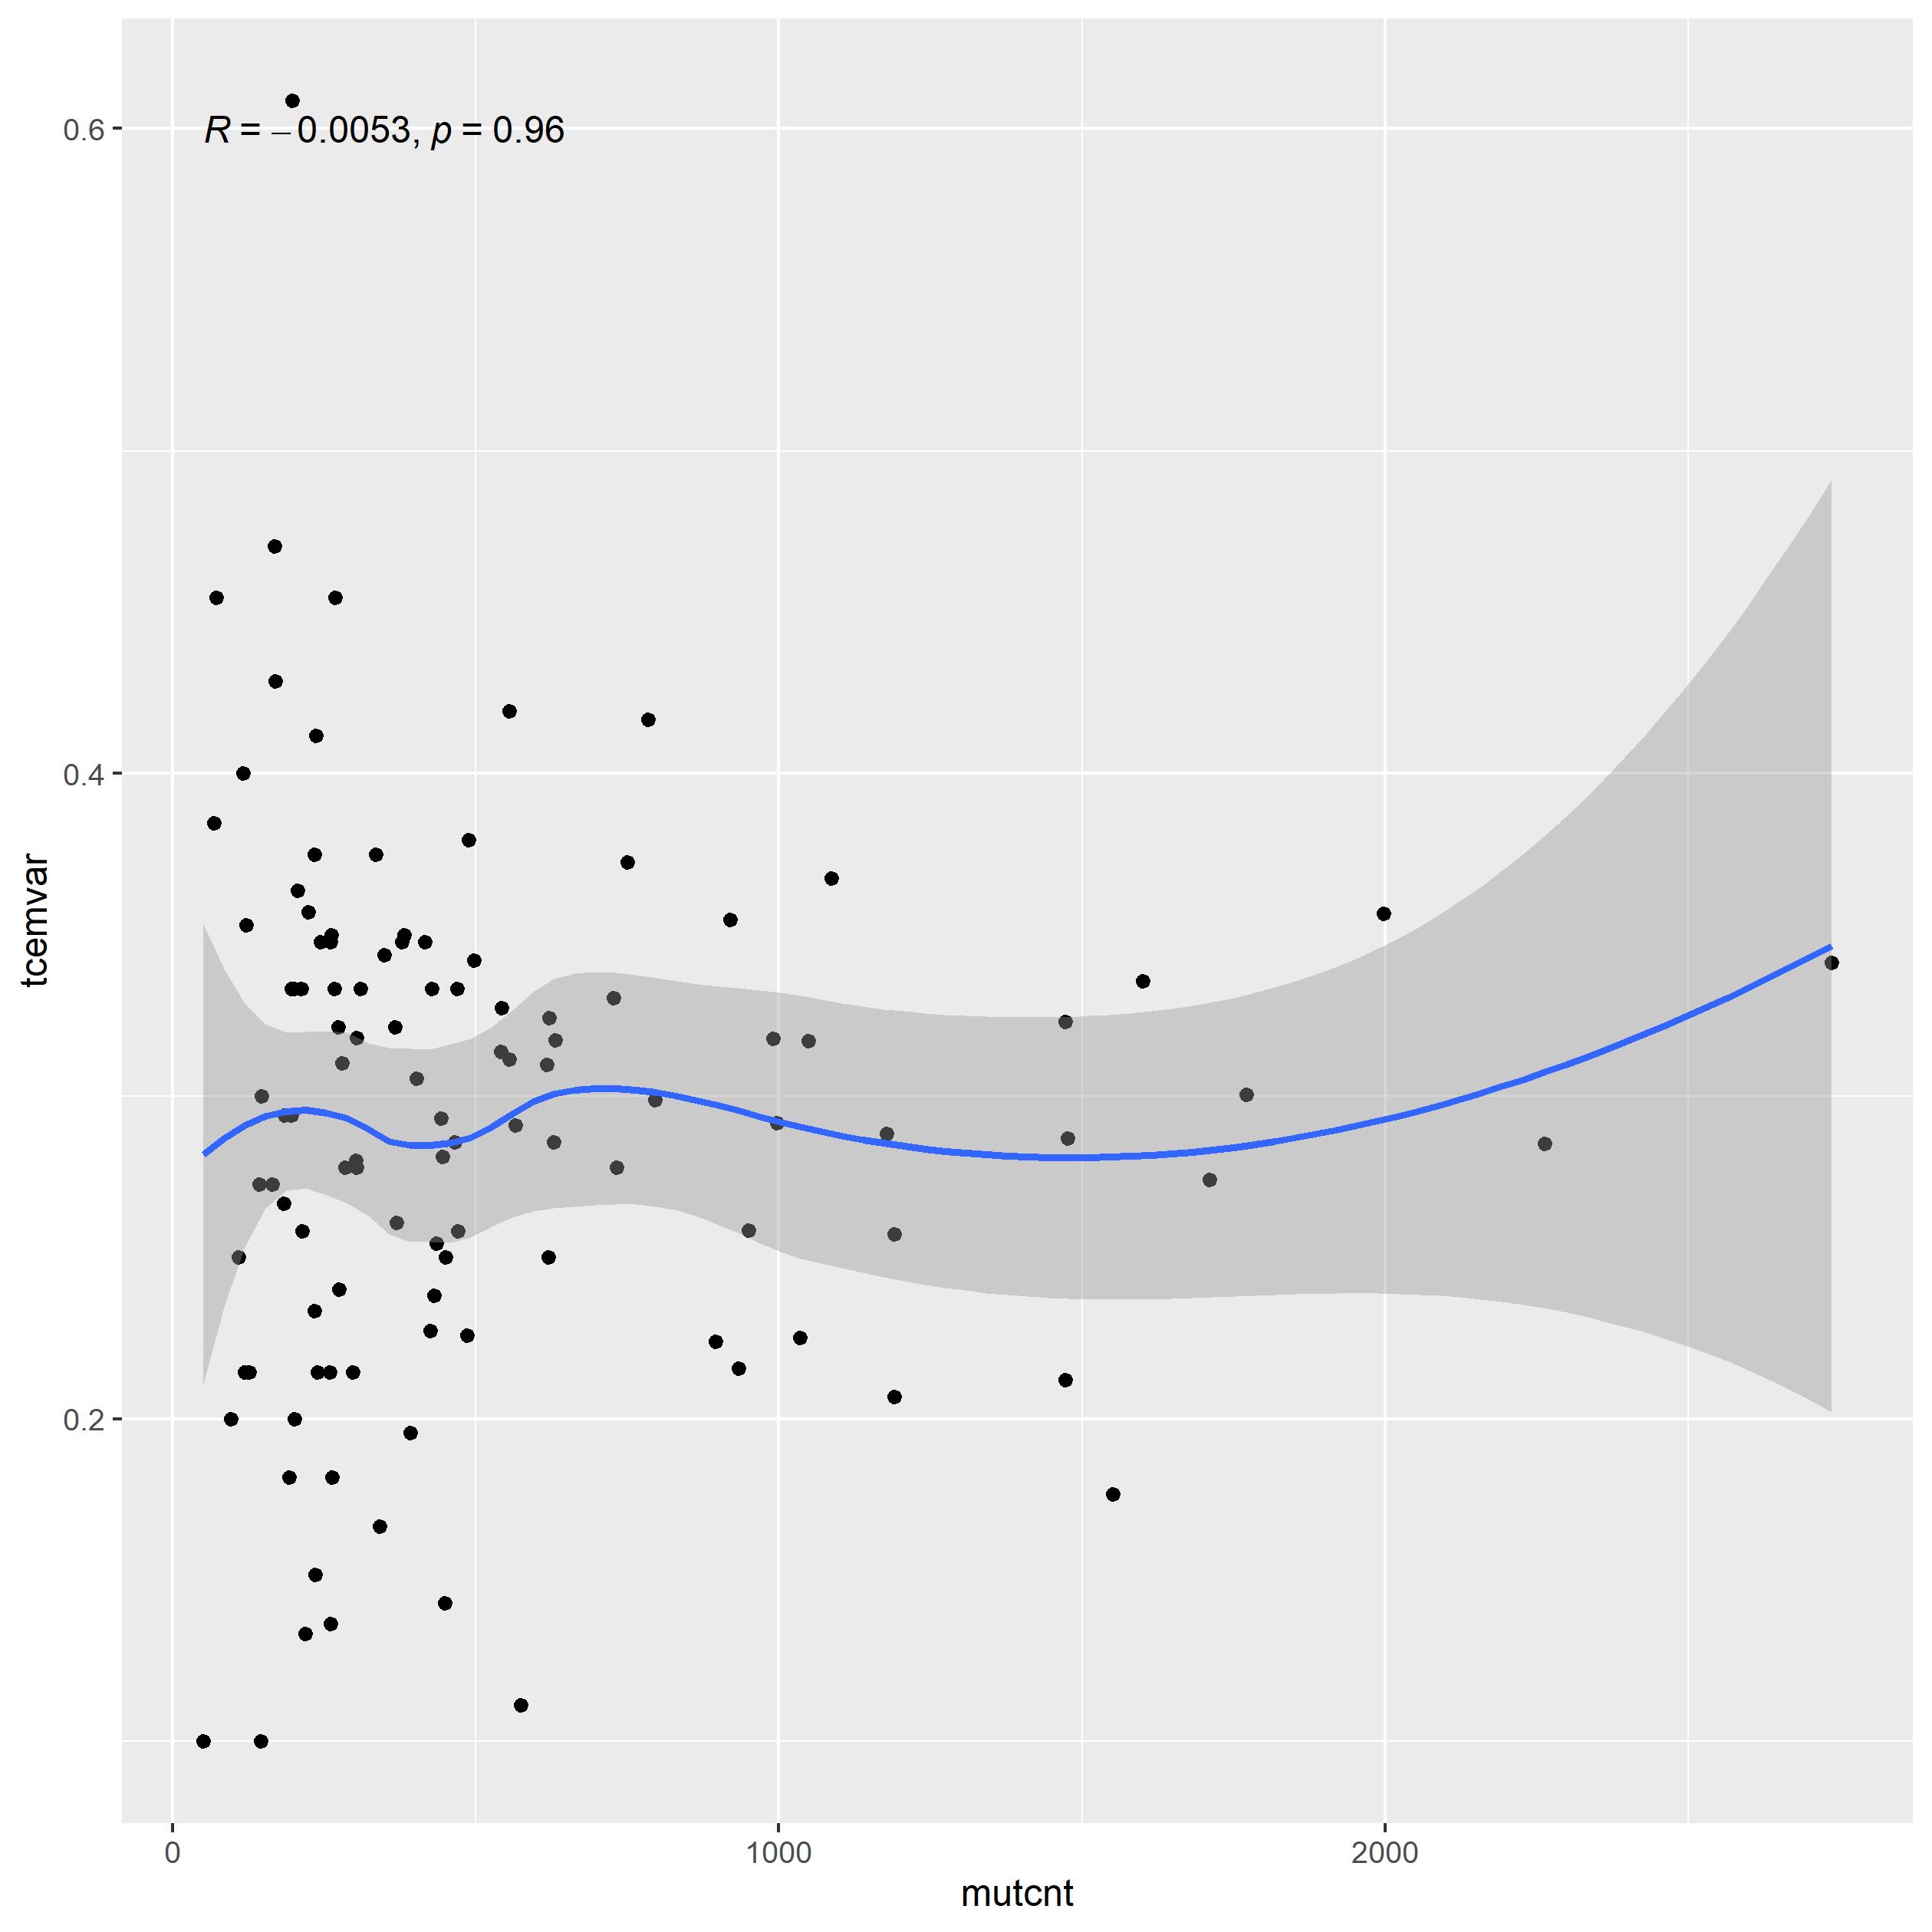 R = −0.0053, p = 0.96
0.6
0.4
0.2
tcemvar
0 1000 2000
mutcnt